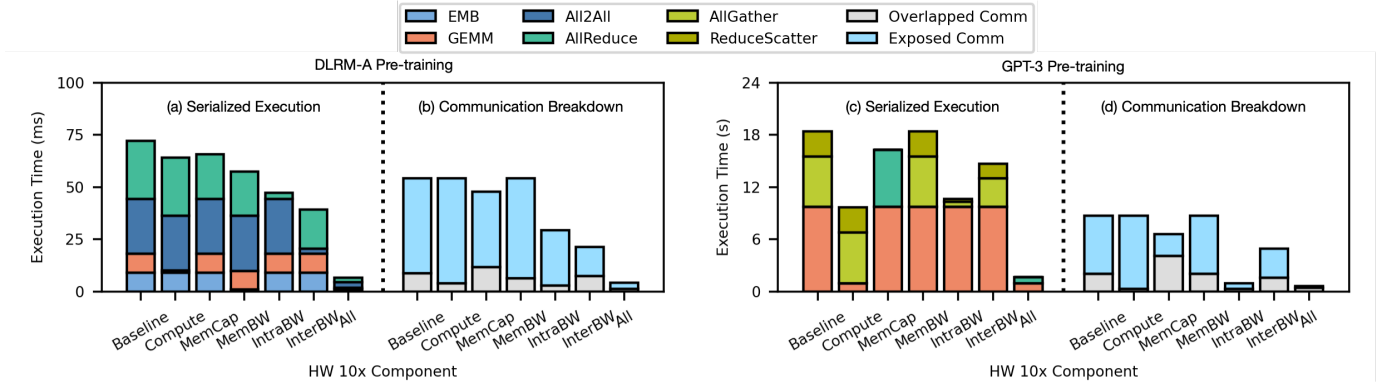 EMB All2All AllGather Overlapped Comm
GEMM AllReduce ReduceScatter Exposed Comm
DLRM-A Pre-training
Execution Time (ms)
100
75
50
25
0
(a) Serialized Execution
(b) Communication Breakdown
Baseline Compute MemCap MemBW IntraBW InterBW All
Baseline Compute MemCap MemBW IntraBW InterBW All
HW 10x Component
GPT-3 Pre-training
Execution Time (s)
24
18
12
6
0
(c) Serialized Execution
(d) Communication Breakdown
Baseline Compute MemCap MemBW IntraBW InterBW All
Baseline Compute MemCap MemBW IntraBW InterBW All
HW 10x Component